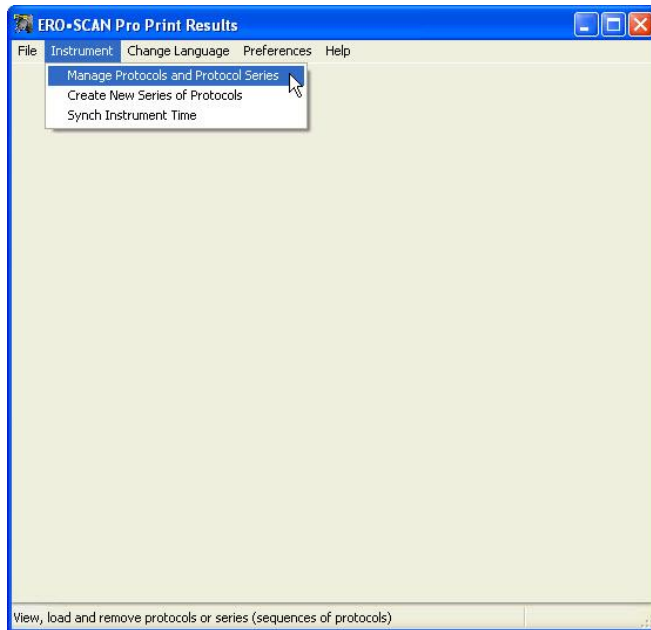 ERO•SCAN Pro Print Results
File Instrument Change Language Preferences Help
Manage Protocols and Protocol Series
Create New Series of Protocols
Synch Instrument Time
View, load and remove protocols or series (sequences of protocols)